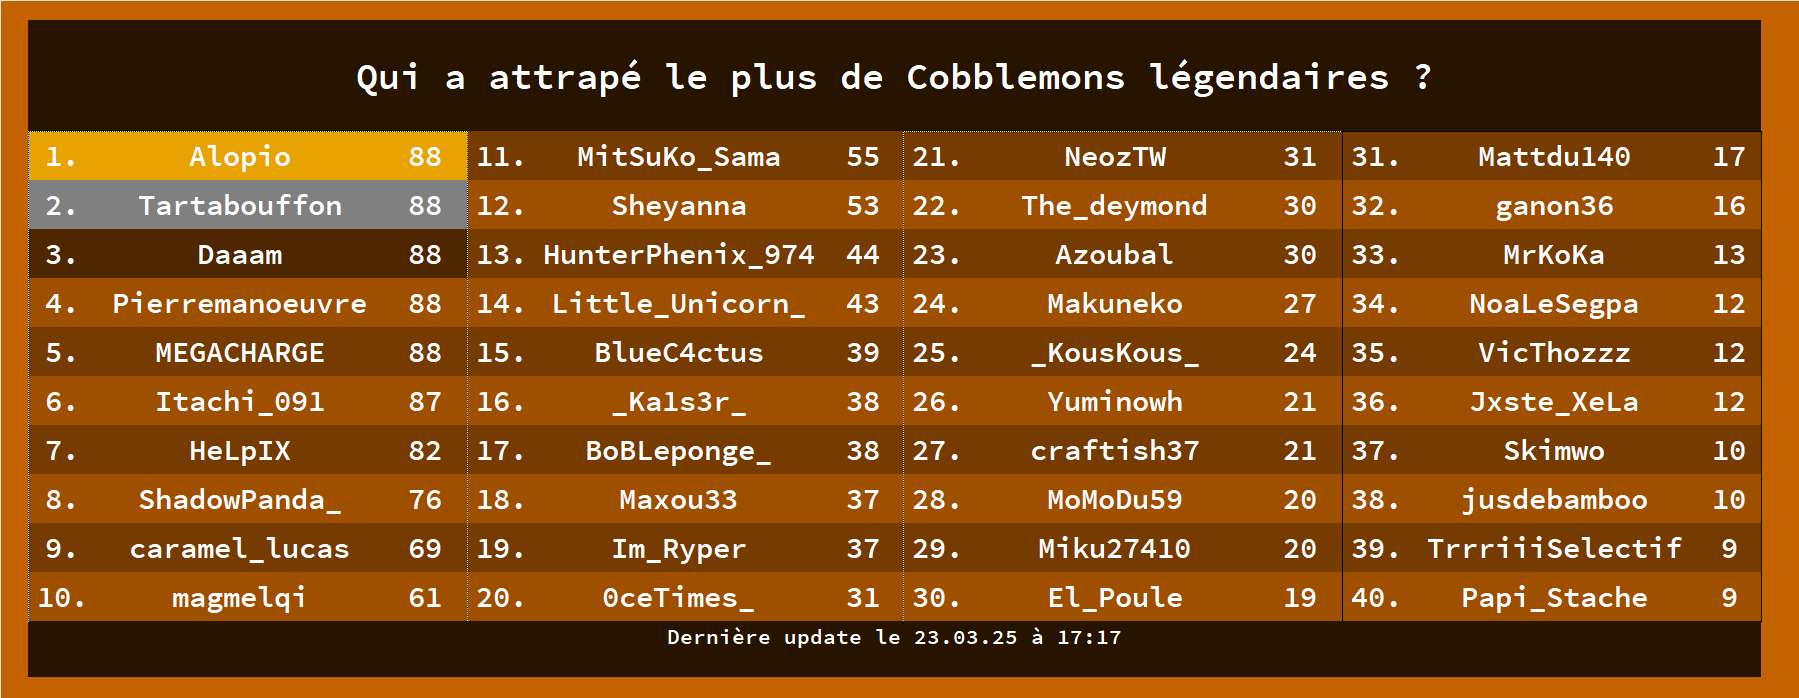 Qui a attrapé le plus de Cobblemons légendaires ?
1. Alopio 88
2. Tartabouffon 88
3. Daaam 88
4. Pierremanoeuvre 88
5. MEGACHARGE 88
6. Itachi_091 87
7. HeLpIX 82
8. ShadowPanda_ 76
9. caramel_lucas 69
10. magmelqi 61
11. MitSuKo_Sama 55
12. Sheyanna 53
13. HunterPhenix_974 44
14. Little_Unicorn_ 43
15. BlueC4ctus 39
16. _Ka1s3r_ 38
17. BoBLeponge_ 38
18. Maxou33 37
19. Im_Ryper 37
20. 0ceTimes_ 31
21. NeozTW 31
22. The_deymond 30
23. Azoubal 30
24. Makuneko 27
25. _KousKous_ 24
26. Yuminowh 21
27. craftish37 21
28. MoMoDu59 20
29. Miku27410 20
30. El_Poule 19
31. Mattdu140 17
32. ganon36 16
33. MrKoKa 13
34. NoaLeSegpa 12
35. VicThozzz 12
36. Jxste_XeLa 12
37. Skimwo 10
38. jusdebamboo 10
39. TrrriiiSelectif 9
40. Papi_Stache 9
Dernière update le 23.03.25 à 17:17